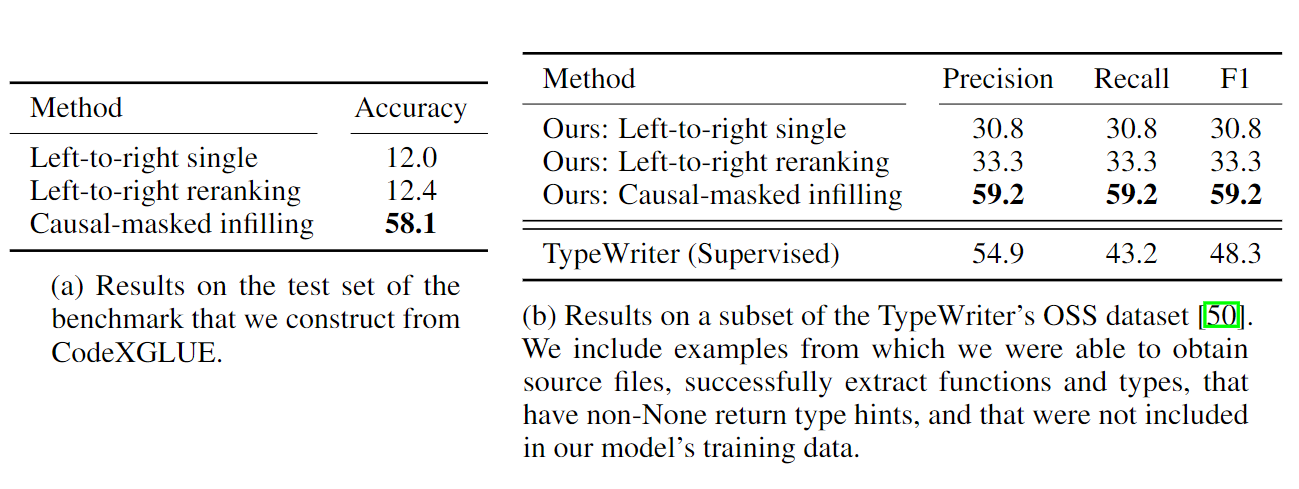 Method Accuracy
Left-to-right single 12.0
Left-to-right reranking 12.4
Causal-masked infilling 58.1
(a) Results on the test set of the
benchmark that we construct from
CodeXGLUE.
Method Precision Recall F1
Ours: Left-to-right single 30.8 30.8 30.8
Ours: Left-to-right reranking 33.3 33.3 33.3
Ours: Causal-masked infilling 59.2 59.2 59.2
TypeWriter (Supervised) 54.9 43.2 48.3
(b) Results on a subset of the TypeWriter’s OSS dataset [50].
We include examples from which we were able to obtain
source files, successfully extract functions and types, that
have non-None return type hints, and that were not included
in our model’s training data.